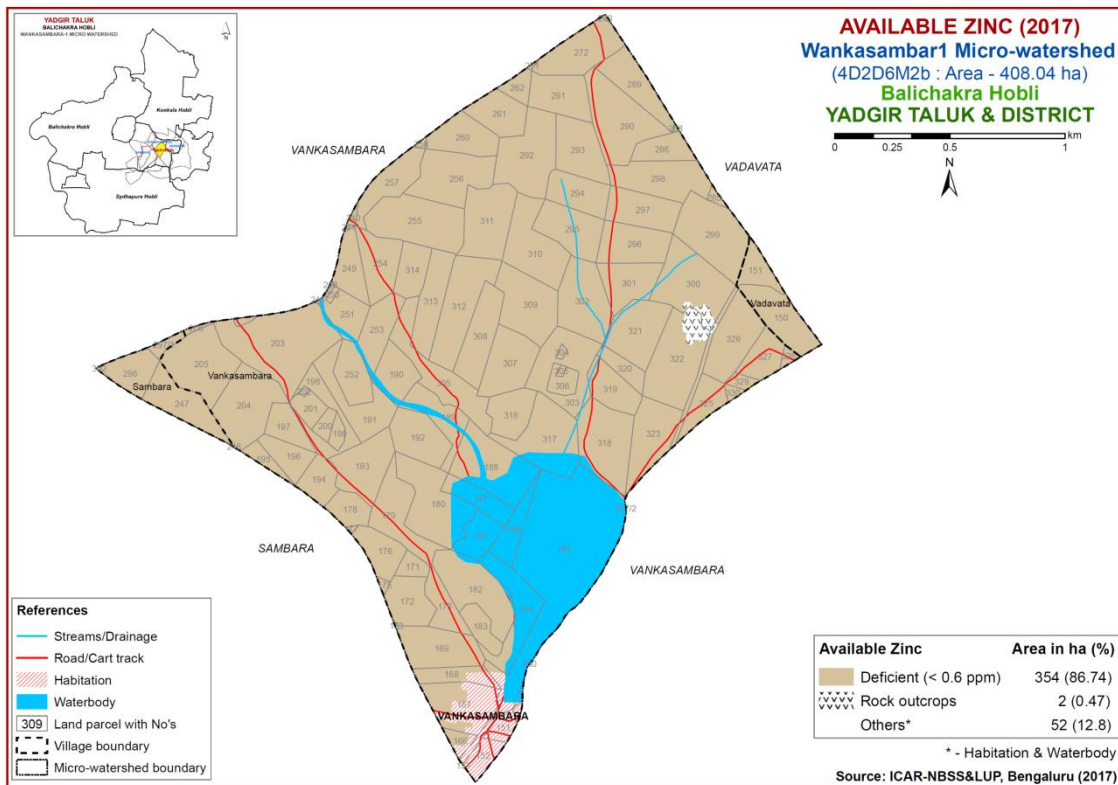 YADGIR TALUK
BALICHAKRA HOBLI
WANKASAMBARA-1 MICRO WATERSHED
N
Konkala Hobli
Balichakra Hobli
Sydhapura Hobli
AVAILABLE ZINC (2017)
Wankasambar1 Micro-watershed
(4D2D6M2b : Area - 408.04 ha)
Balichakra Hobli
YADGIR TALUK & DISTRICT
km
0 0.25 0.5 1
N
272
262 291 290
260 293 286
292
VANKASAMBARA
VADAVATA
257 256 298
294
297
255 311 295 299
296
310
254
249 314 151
301 300
313 302 Vadavata
312 309 150
251
253 321
308 326
203 322 327
205 307
296 Vankasambara 252 190 320
Sambara 198 306
247 204 201 319
303
200 191 316
197 199 323
192 317 318
196
195 193
188
194
180
178 179
176
SAMBARA
VANKASAMBARA
171
182
172
183
169
168
VANKASAMBARA
References
Streams/Drainage
Road/Cart track
Habitation
Waterbody
309 Land parcel with No's
Village boundary
Micro-watershed boundary
Available Zinc Area in ha (%)
Deficient (< 0.6 ppm) 354 (86.74)
Rock outcrops 2 (0.47)
Others* 52 (12.8)
* - Habitation & Waterbody
Source: ICAR-NBSS&LUP, Bengaluru (2017)